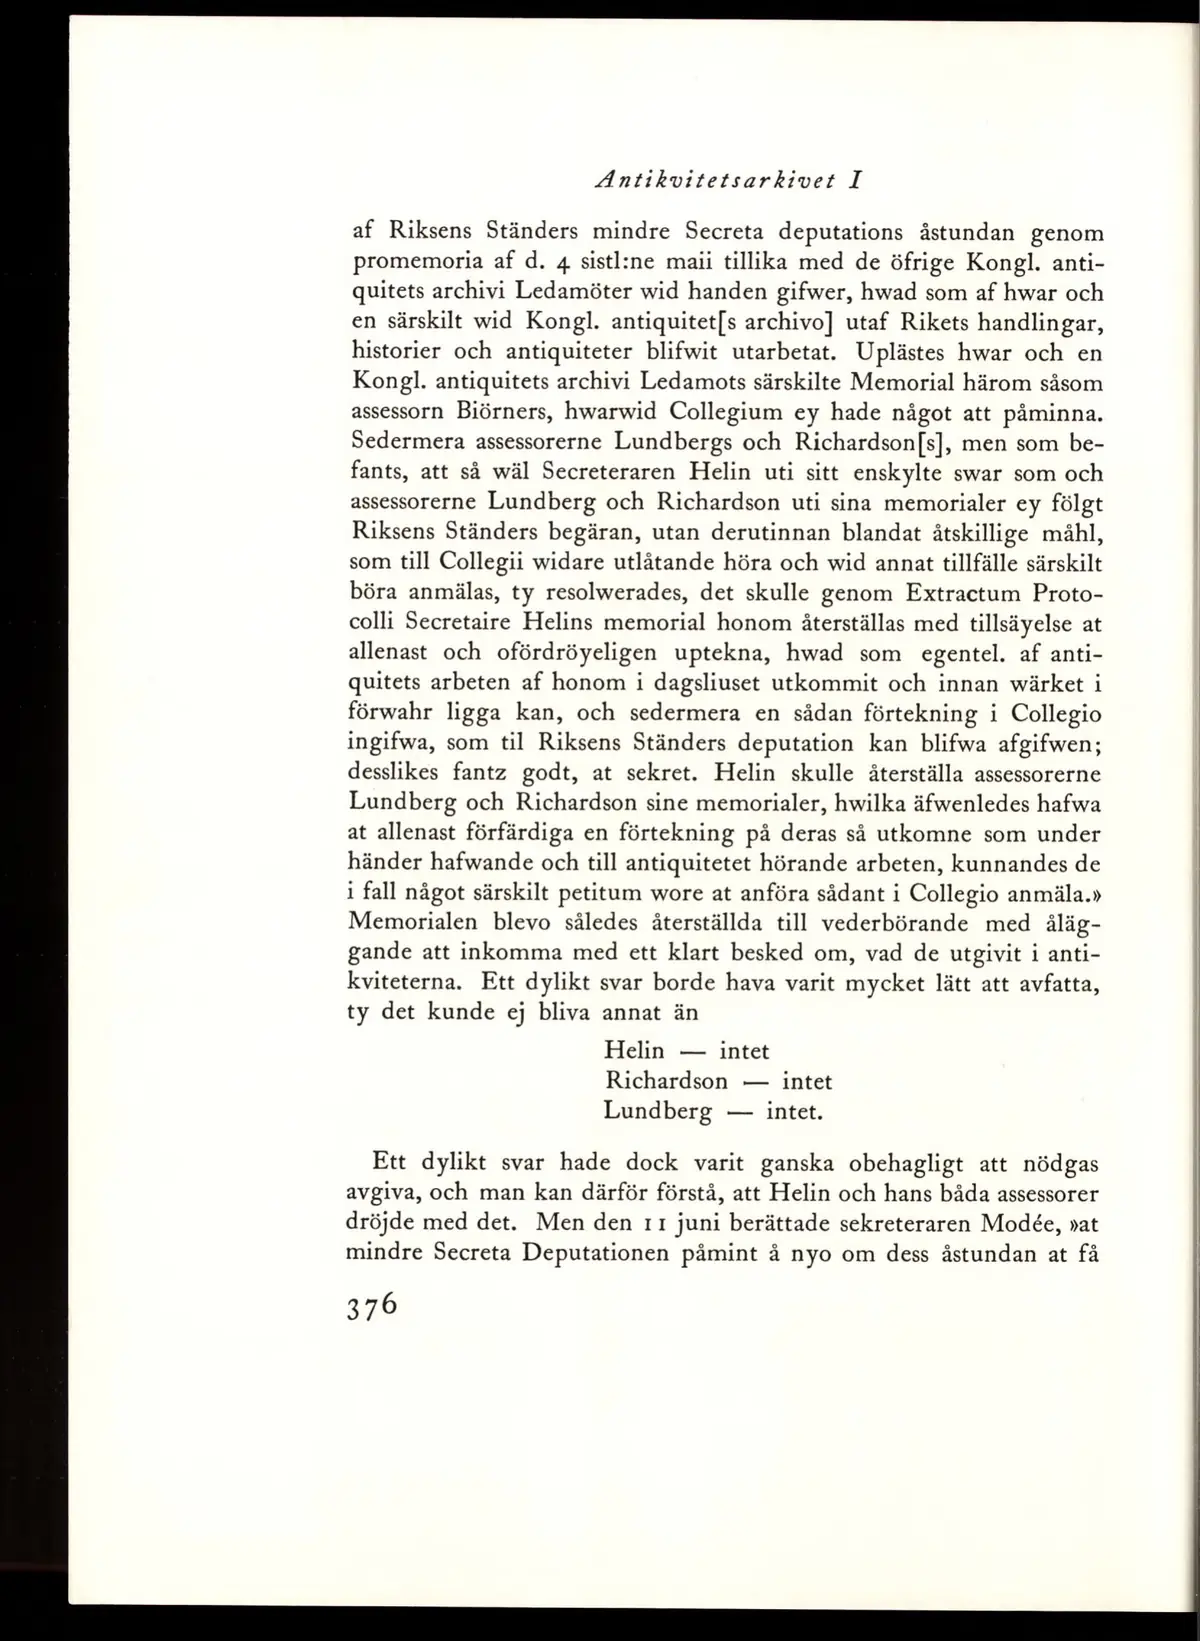 Antikvitetsarkivet I
af Riksens Ständers mindre Secreta deputations åstundan genom
promemoria af d. 4 sistl:ne maii tillika med de öfrige Kongl. anti-
quitets archivi Ledamöter wid handen gifwer, hwad som af hwar och
en särskilt wid Kongl. antiquitet[s archivo] utaf Rikets handlingar,
historier och antiquiteter blifwit utarbetat. Uplästes hwar och en
Kongl. antiquitets archivi Ledamots särskilte Memorial härom såsom
assessorn Biörners, hwarwid Collegium ey hade något att påminna.
Sedermera assessorerne Lundbergs och Richardson[s], men som be-
fants, att så wäl Secreteraren Helin uti sitt enskylte swar som och
assessorerne Lundberg och Richardson uti sina memorialer ey fölgt
Riksens Ständers begäran, utan derutinnan blandat åtskillige måhl,
som till Collegii widare utlåtande höra och wid annat tillfälle särskilt
böra anmälas, ty resolwerades, det skulle genom Extractum Proto-
colli Secretaire Helins memorial honom återställas med tillsäyelse at
allenast och ofördröyeligen uptekna, hwad som egentel. af anti-
quitets arbeten af honom i dagsliuset utkommit och innan wärket i
förwahr ligga kan, och sedermera en sådan förtekning i Collegio
ingifwa, som til Riksens Ständers deputation kan blifwa afgifwen;
desslikes fantz godt, at sekret. Helin skulle återställa assessorerne
Lundberg och Richardson sine memorialer, hwilka äfwenledes hafwa
at allenast förfärdiga en förtekning på deras så utkomne som under
händer hafwande och till antiquitetet hörande arbeten, kunnandes de
i fall något särskilt petitum wore at anföra sådant i Collegio anmäla.»
Memorialen blevo således återställda till vederbörande med åläg-
gande att inkomma med ett klart besked om, vad de utgivit i anti-
kviteterna. Ett dylikt svar borde hava varit mycket lätt att avfatta,
ty det kunde ej bliva annat än
Helin — intet
Richardson — intet
Lundberg — intet.
Ett dylikt svar hade dock varit ganska obehagligt att nödgas
avgiva, och man kan därför förstå, att Helin och hans båda assessorer
dröjde med det. Men den 11 juni berättade sekreteraren Modée, »at
mindre Secreta Deputationen påmint å nyo om dess åstundan at få
376